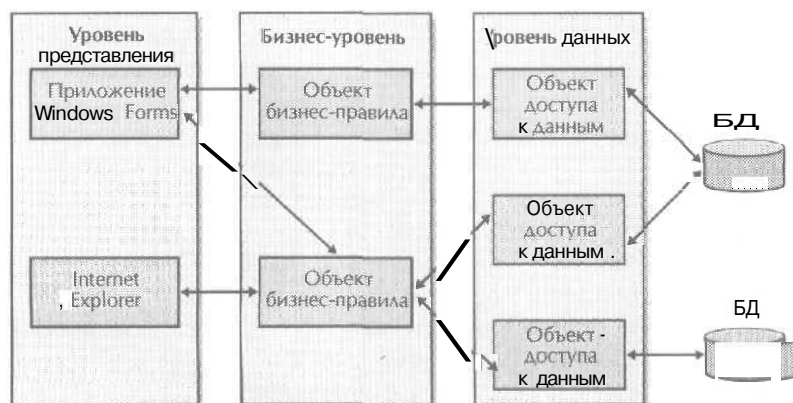 Уровень
представления
Бизнес-уровень
Уровень данных
Приложение
Windows Forms
Объект
бизнес-правила
Объект
доступа
к данным
БД
Объект
доступа
к данным .
Internet
, Explorer
Объект
бизнес-правила
Объект -
доступа
к данным
БД